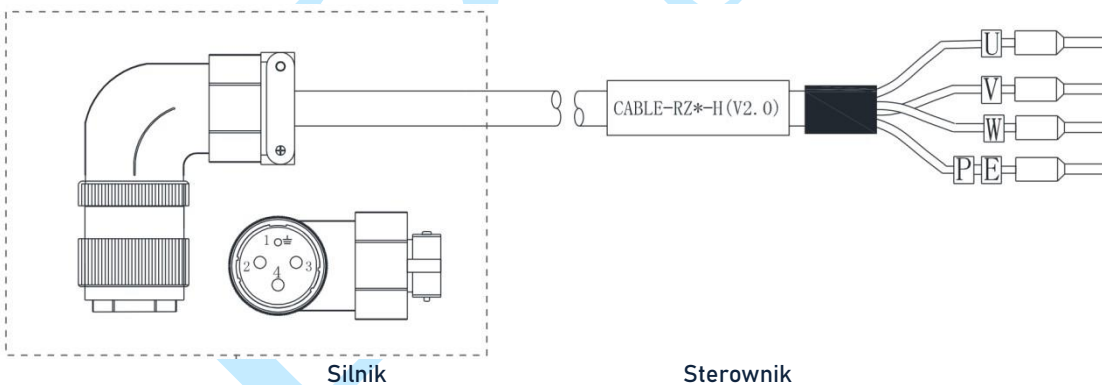 U
V
CABLE-RZ*-H(V2.0)
W
PE
1
2 3
4
Silnik Sterownik